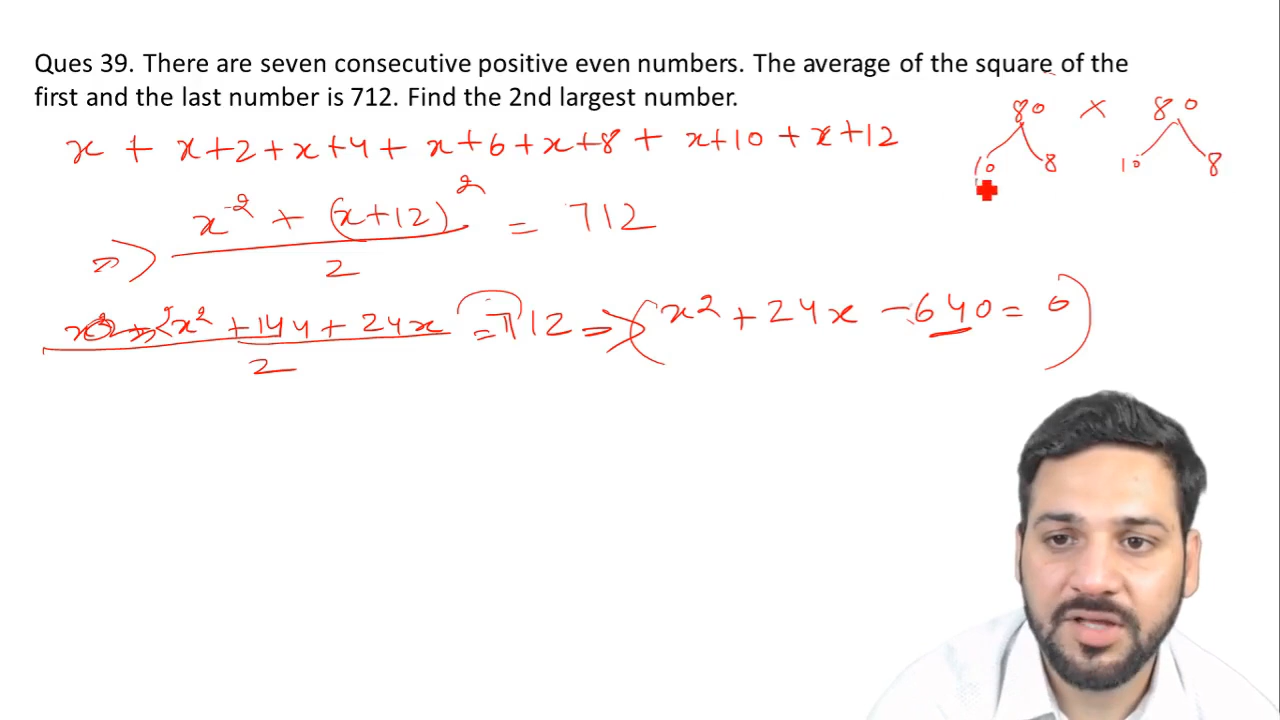 Ques 39. There are seven consecutive positive even numbers. The average of the square of the
first and the last number is 712. Find the 2nd largest number.
80 × 80
10 8 10 8
x + x+2+x+4+ x+6+x+8+ x+10+x+12
⇒ x² + (x+12)² / 2 = 712
2x² +144+ 24x / 2 =712 ⇒ (x² +24x -640= 0)